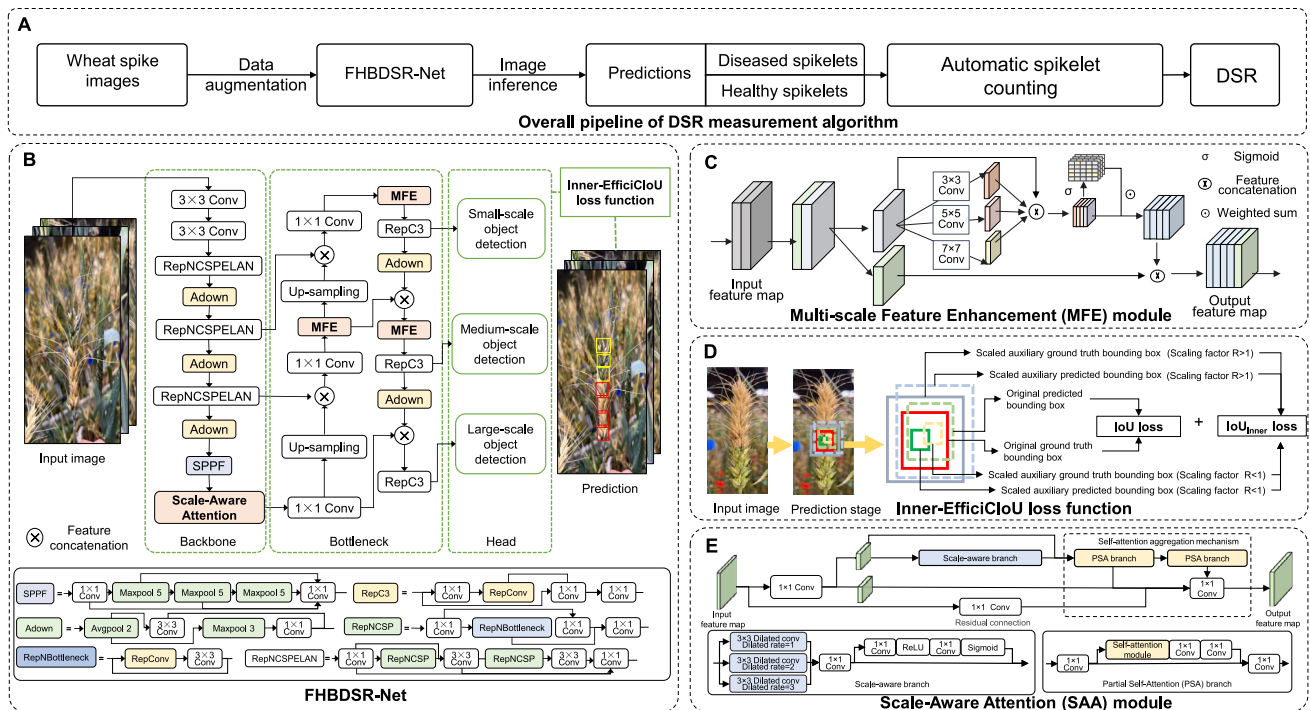 A
Wheat spike
images
Data
augmentation
FHBDSR-Net
Image
inference
Predictions
Diseased spikelets
Healthy spikelets
Automatic spikelet
counting
DSR
Overall pipeline of DSR measurement algorithm
B
3×3 Conv
3×3 Conv
RepNCSPELAN
Adown
RepNCSPELAN
Adown
RepNCSPELAN
Adown
SPPF
Scale-Aware
Attention
Input image
Feature
concatenation
Backbone
MFE
1×1 Conv
Up-sampling
MFE
1×1 Conv
Up-sampling
1×1 Conv
RepC3
Adown
MFE
RepC3
Adown
RepC3
Bottleneck
Small-scale
object
detection
Medium-scale
object
detection
Large-scale
object
detection
Head
Inner-EfficiCIoU
loss function
Prediction
SPPF
=
1×1
Conv
Maxpool 5
Maxpool 5
Maxpool 5
1×1
Conv
RepC3
=
1×1
Conv
RepConv
1×1
Conv
1×1
Conv
Adown
=
Avgpool 2
3×3
Conv
Maxpool 3
1×1
Conv
RepNCSP
=
1×1
Conv
RepNBottleneck
1×1
Conv
1×1
Conv
RepNBottleneck
=
RepConv
3×3
Conv
RepNCSPELAN
=
1×1
Conv
RepNCSP
3×3
Conv
RepNCSP
3×3
Conv
1×1
Conv
FHBDSR-Net
C
Input
feature map
3×3
Conv
5×5
Conv
7×7
Conv
σ
σ
Sigmoid
Feature
concatenation
Weighted sum
Output
feature map
Multi-scale Feature Enhancement (MFE) module
D
Input image
Prediction stage
Scaled auxiliary ground truth bounding box (Scaling factor R>1)
Scaled auxiliary predicted bounding box (Scaling factor R>1)
Original predicted
bounding box
Original ground truth
bounding box
Scaled auxiliary ground truth bounding box (Scaling factor R<1)
Scaled auxiliary predicted bounding box (Scaling factor R<1)
IoU loss
+
IoUInner loss
Inner-EfficiCIoU loss function
E
Input
feature map
1×1 Conv
Scale-aware branch
Self-attention aggregation mechanism
PSA branch
PSA branch
1×1
Conv
1×1 Conv
Residual connection
Output
feature map
3×3 Dilated conv
Dilated rate=1
3×3 Dilated conv
Dilated rate=2
3×3 Dilated conv
Dilated rate=3
1×1
Conv
1×1
Conv
ReLU
1×1
Conv
Sigmoid
Scale-aware branch
1×1
Conv
Self-attention
module
1×1
Conv
1×1
Conv
1×1
Conv
Partial Self-Attention (PSA) branch
Scale-Aware Attention (SAA) module